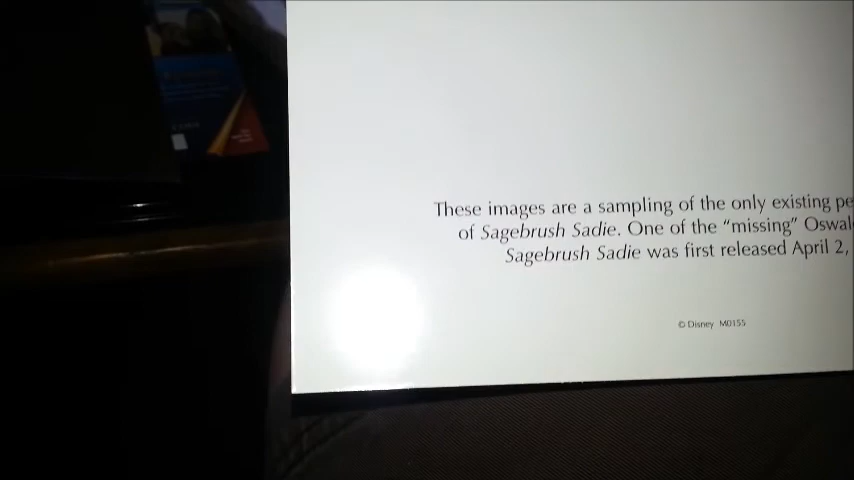 These images are a sampling of the only existing pe
of Sagebrush Sadie. One of the “missing” Oswal
Sagebrush Sadie was first released April 2,
© Disney M0155